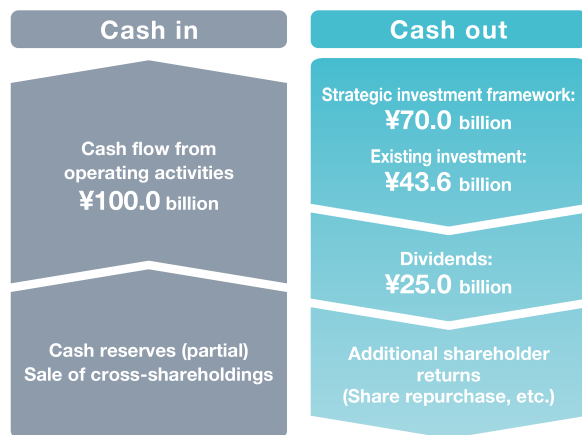 Cash in
Cash flow from
operating activities
¥100.0 billion
Cash reserves (partial)
Sale of cross-shareholdings
Cash out
Strategic investment framework:
¥70.0 billion
Existing investment:
¥43.6 billion
Dividends:
¥25.0 billion
Additional shareholder
returns
(Share repurchase, etc.)